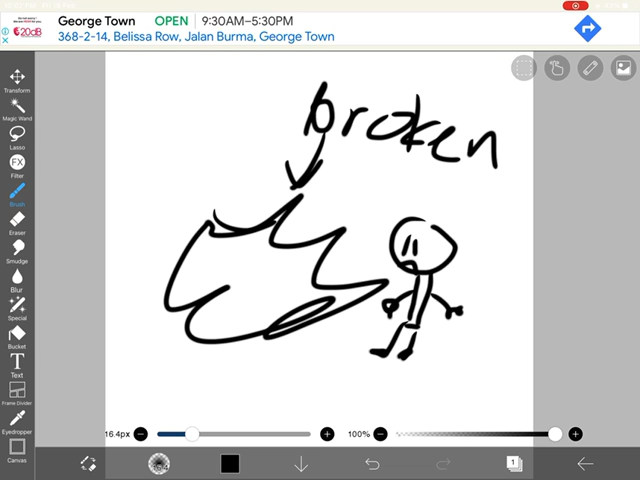 George Town OPEN 9:30AM–5:30PM
368-2-14, Belissa Row, Jalan Burma, George Town
20dB
broken
Transform
Magic Wand
Lasso
FX
Filter
Brush
Eraser
Smudge
Blur
Special
Bucket
T
Text
Frame Divider
Eyedropper
Canvas
16.4px
100%
1